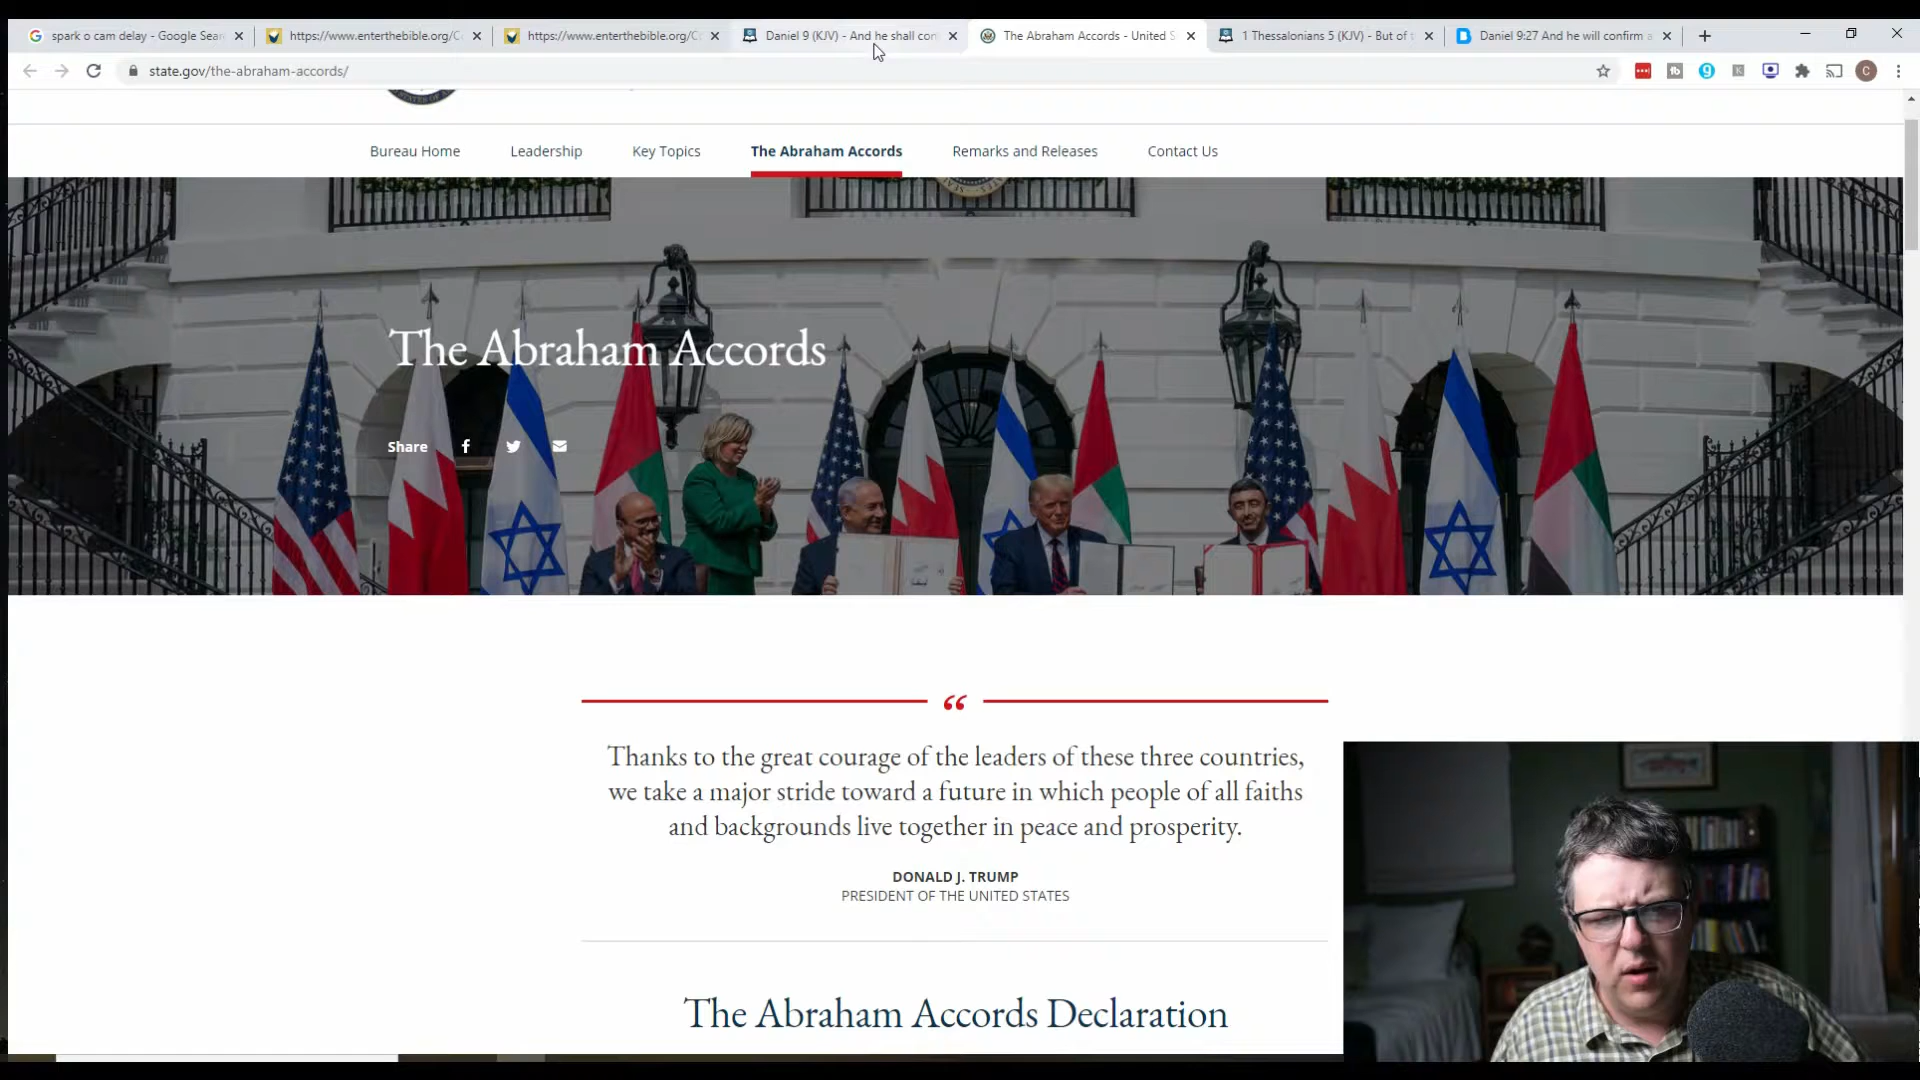 spark o cam delay - Google Sear
https://www.enterthebible.org/Co
https://www.enterthebible.org/Co
Daniel 9 (KJV) - And he shall con
The Abraham Accords - United S
1 Thessalonians 5 (KJV) - But of t
Daniel 9:27 And he will confirm a
state.gov/the-abraham-accords/
C
Bureau Home
Leadership
Key Topics
The Abraham Accords
Remarks and Releases
Contact Us
The Abraham Accords
Share
“
Thanks to the great courage of the leaders of these three countries,
we take a major stride toward a future in which people of all faiths
and backgrounds live together in peace and prosperity.
DONALD J. TRUMP
PRESIDENT OF THE UNITED STATES
The Abraham Accords Declaration